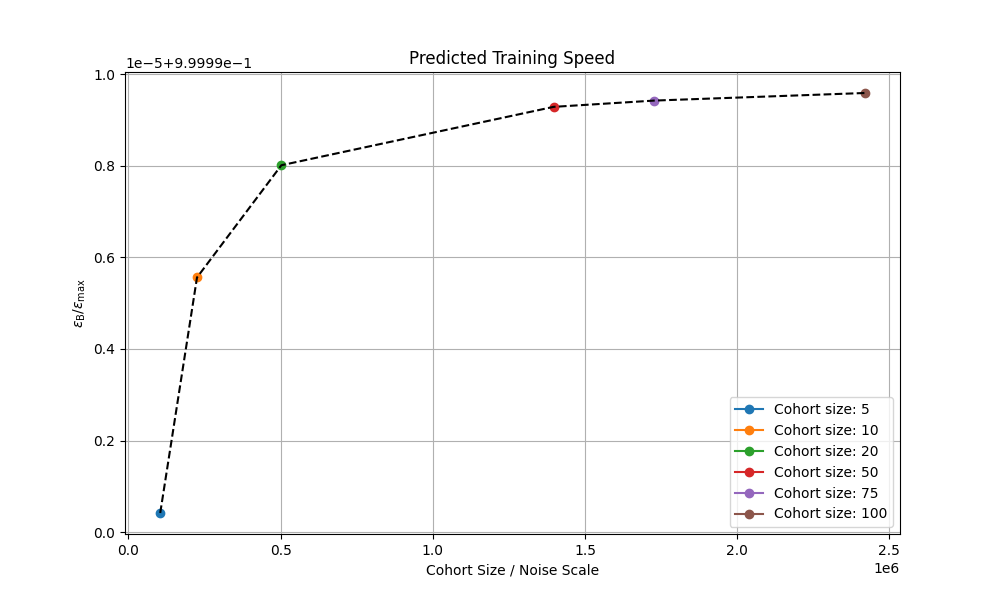 Predicted Training Speed
1e−5+9.9999e−1
1.0
0.8
0.6
0.4
0.2
0.0
εB/εmax
0.0 0.5 1.0 1.5 2.0 2.5
1e6
Cohort Size / Noise Scale
Cohort size: 5
Cohort size: 10
Cohort size: 20
Cohort size: 50
Cohort size: 75
Cohort size: 100